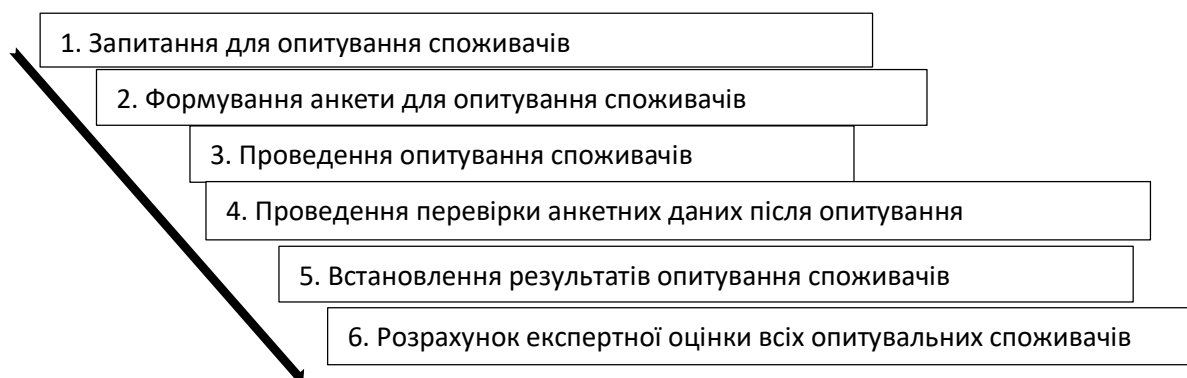 1. Запитання для опитування споживачів
2. Формування анкети для опитування споживачів
3. Проведення опитування споживачів
4. Проведення перевірки анкетних даних після опитування
5. Встановлення результатів опитування споживачів
6. Розрахунок експертної оцінки всіх опитувальних споживачів